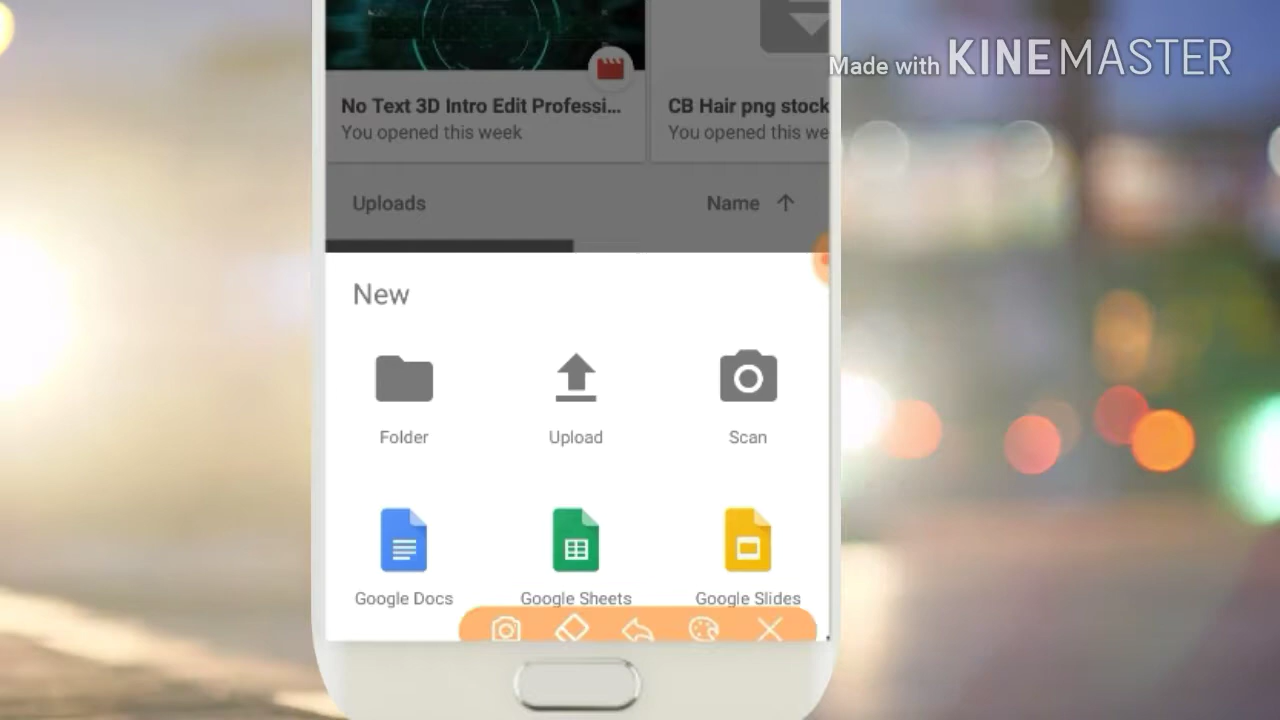 Made with KINEMASTER
No Text 3D Intro Edit Professi...
You opened this week
CB Hair png stock
You opened this we
Uploads
Name
New
Folder
Upload
Scan
Google Docs
Google Sheets
Google Slides